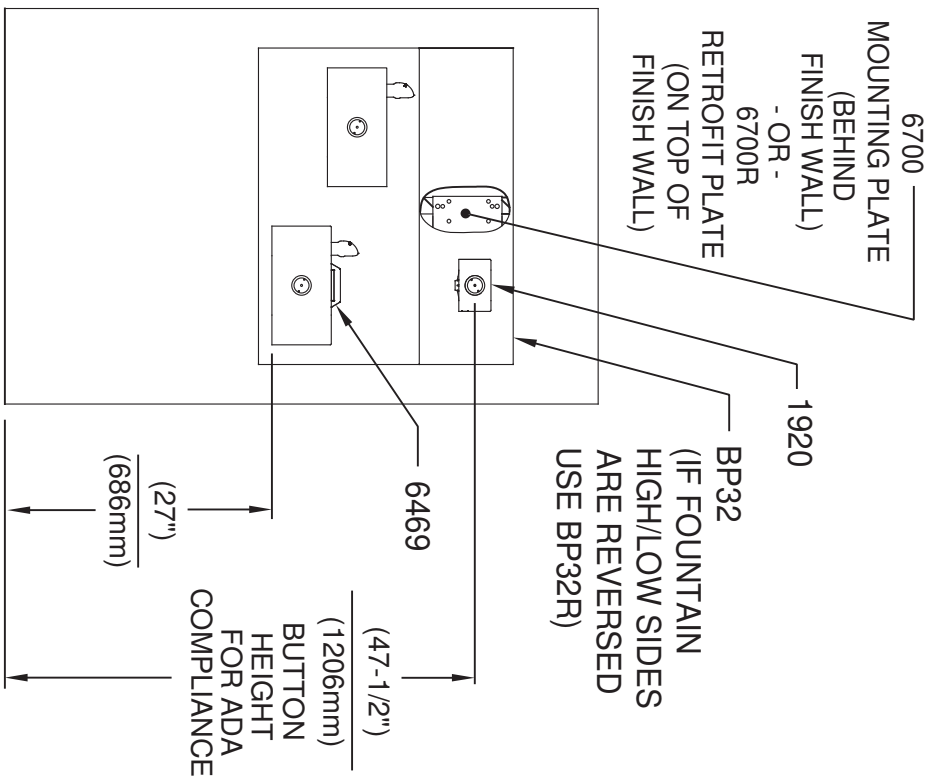 6700
MOUNTING PLATE
(BEHIND
FINISH WALL)
- OR -
6700R
RETROFIT PLATE
(ON TOP OF
FINISH WALL)
1920
BP32
(IF FOUNTAIN
HIGH/LOW SIDES
ARE REVERSED
USE BP32R)
6469
(27")
(686mm)
(47-1/2")
(1206mm)
BUTTON
HEIGHT
FOR ADA
COMPLIANCE